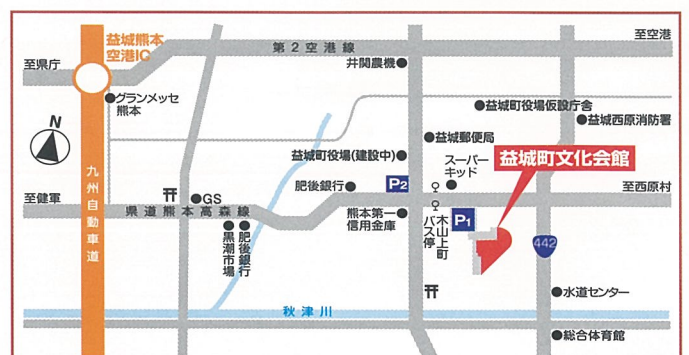 益城熊本
空港IC
第2空港線
至空港
至県庁
井関農機
グランメッセ
熊本
益城町役場仮設庁舎
益城西原消防署
N
益城郵便局
益城町役場(建設中)
スーパー
キッド
益城町文化会館
九州自動車道
肥後銀行
P2
至健軍
GS
至西原村
県道熊本高森線
熊本第一
信用金庫
木山上町
バス停
P1
肥後銀行
黒潮市場
442
水道センター
秋津川
総合体育館